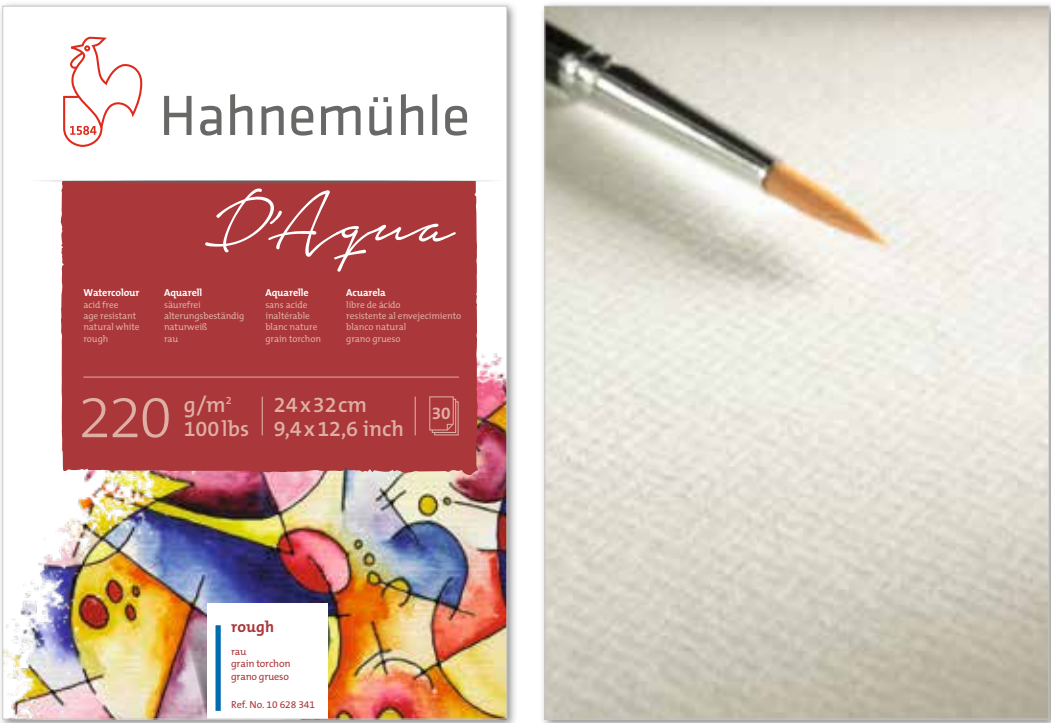 1584
Hahnemühle
D'Aqua
Watercolour
acid free
age resistant
natural white
rough
Aquarell
säurefrei
alterungsbeständig
naturweiß
rau
Aquarelle
sans acide
inaltérable
blanc nature
grain torchon
Acuarela
libre de ácido
resistente al envejecimiento
blanco natural
grano grueso
220 g/m²
100 lbs
24 x 32 cm
9,4 x 12,6 inch
30
rough
rau
grain torchon
grano grueso
Ref. No. 10 628 341